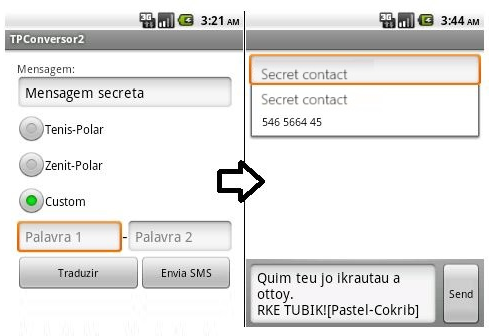 3G 3:21 AM
TPConversor2
Mensagem:
Mensagem secreta
Tenis-Polar
Zenit-Polar
Custom
Palavra 1 - Palavra 2
Traduzir Envia SMS
3G 3:44 AM
Secret contact
Secret contact
546 5664 45
Quim teu jo ikrautau a
ottoy.
RKE TUBIK![Pastel-Cokrib]
Send